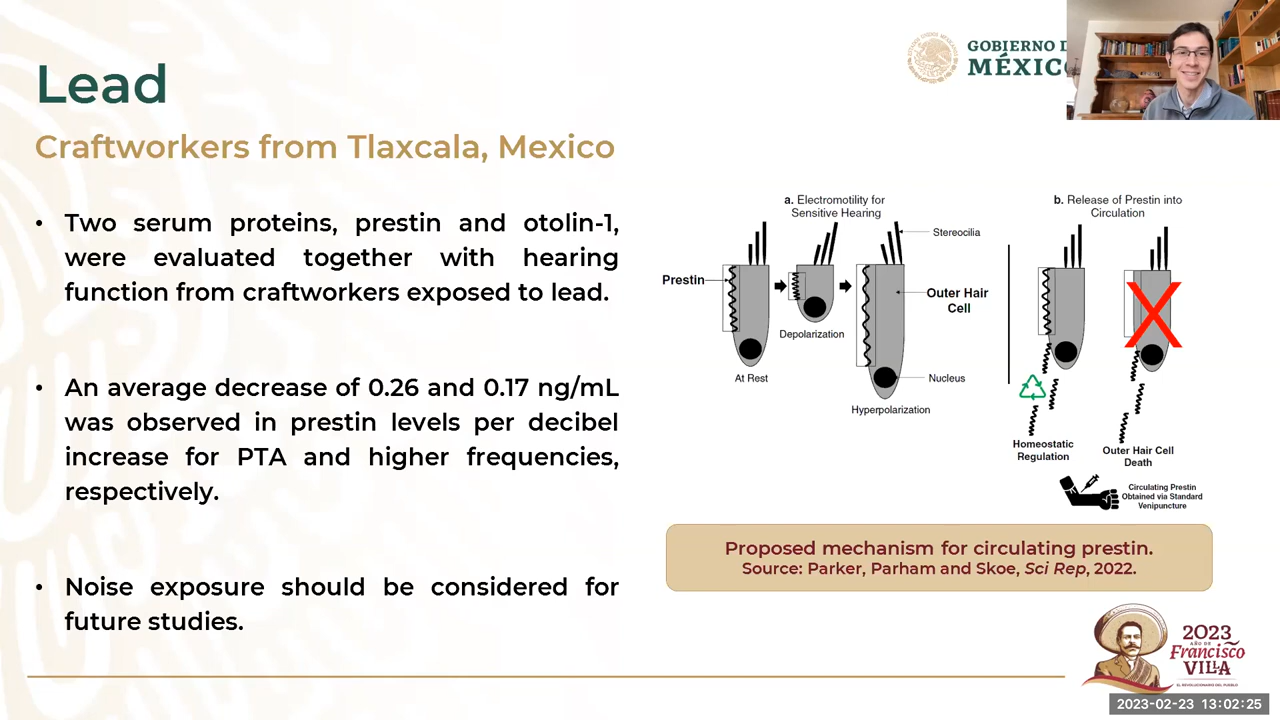 Lead
GOBIERNO D
MÉXICO
Craftworkers from Tlaxcala, Mexico
• Two serum proteins, prestin and otolin-1,
were evaluated together with hearing
function from craftworkers exposed to lead.
• An average decrease of 0.26 and 0.17 ng/mL
was observed in prestin levels per decibel
increase for PTA and higher frequencies,
respectively.
• Noise exposure should be considered for
future studies.
a. Electromotility for
Sensitive Hearing
Stereocilia
Prestin
Outer Hair
Cell
Depolarization
At Rest
Nucleus
Hyperpolarization
b. Release of Prestin into
Circulation
Homeostatic
Regulation
Outer Hair Cell
Death
Circulating Prestin
Obtained via Standard
Venipuncture
Proposed mechanism for circulating prestin.
Source: Parker, Parham and Skoe, Sci Rep, 2022.
2023
AÑO DE
Francisco
VILLA
EL REVOLUCIONARIO DEL PUEBLO
2023-02-23 13:02:25